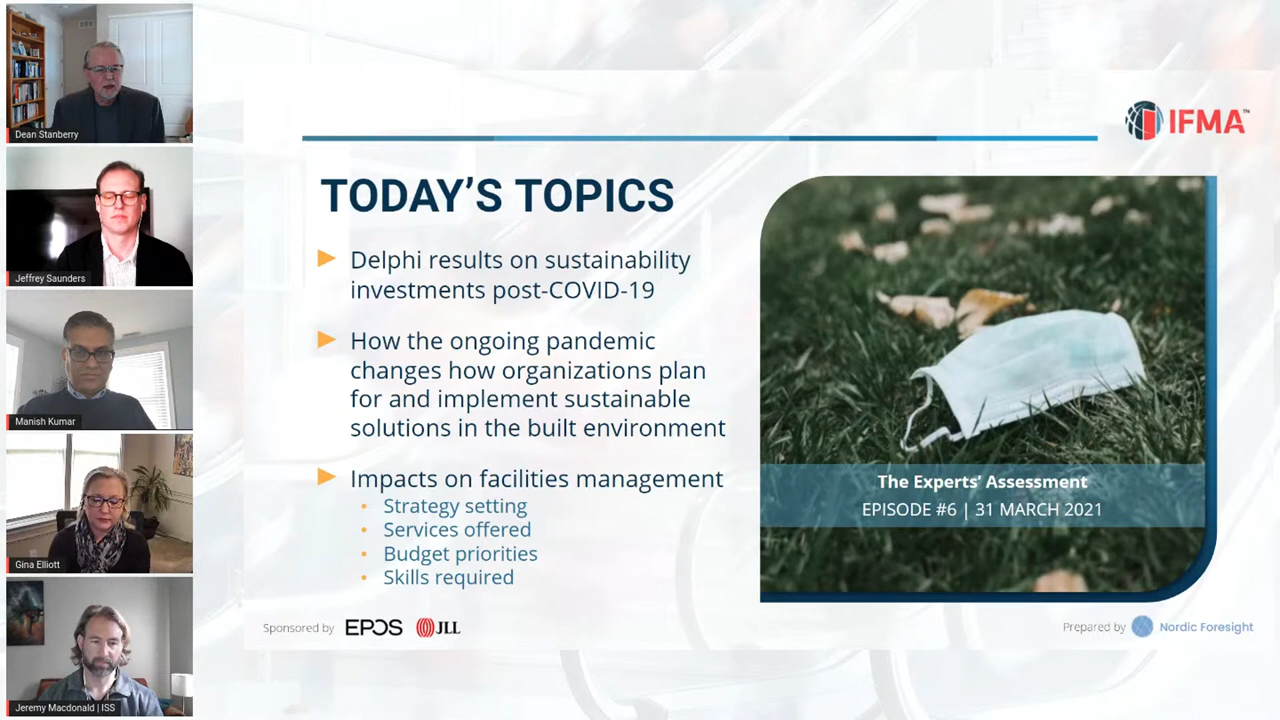 Dean Stanberry
Jeffrey Saunders
Manish Kumar
Gina Elliott
Jeremy Macdonald | ISS
IFMA™
TODAY'S TOPICS
Delphi results on sustainability
investments post-COVID-19
How the ongoing pandemic
changes how organizations plan
for and implement sustainable
solutions in the built environment
Impacts on facilities management
• Strategy setting
• Services offered
• Budget priorities
• Skills required
The Experts' Assessment
EPISODE #6 | 31 MARCH 2021
Sponsored by EPOS JLL
Prepared by Nordic Foresight